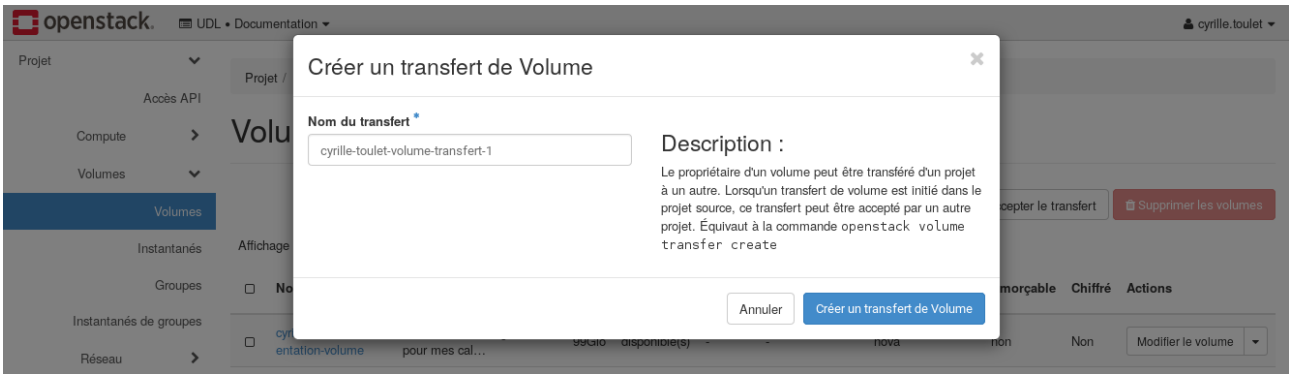 openstack. UDL • Documentation cyrille.toulet
Projet
Accès API
Compute
Volumes
Volumes
Instantanés
Groupes
Instantanés de groupes
Réseau
Projet /
Volu
Créer un transfert de Volume
Nom du transfert *
cyrille-toulet-volume-transfert-1
Description :
Le propriétaire d'un volume peut être transféré d'un projet
à un autre. Lorsqu'un transfert de volume est initié dans le
projet source, ce transfert peut être accepté par un autre
projet. Équivaut à la commande openstack volume
transfer create
Annuler Créer un transfert de Volume
cepter le transfert Supprimer les volumes
Affichage
No morçable Chiffré Actions
cyr
entation-volume pour mes cal… 99Gio disponible(s) - - nova non Non Modifier le volume